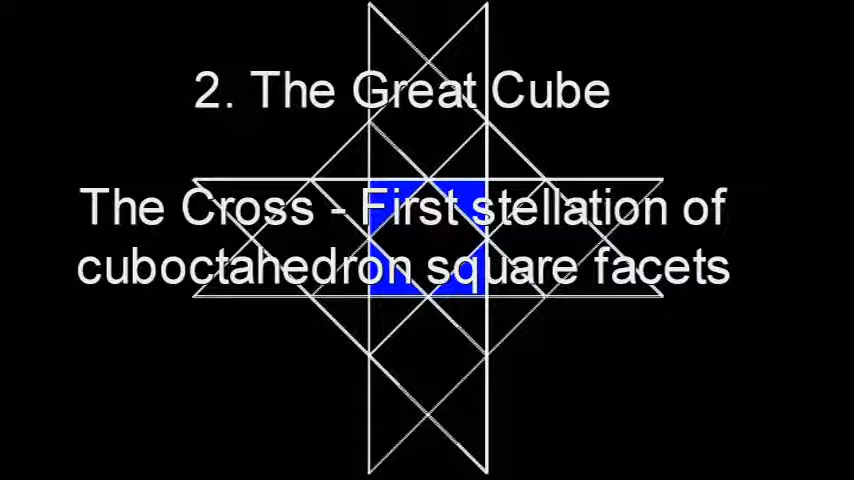 2. The Great Cube
The Cross - First stellation of
cuboctahedron square facets